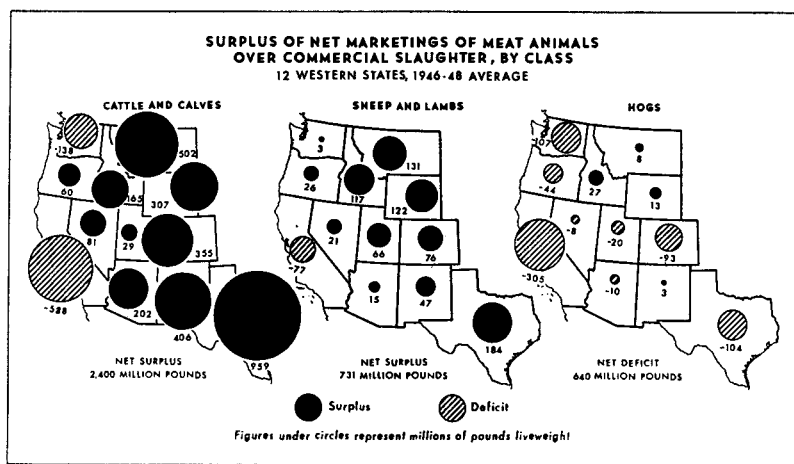 SURPLUS OF NET MARKETINGS OF MEAT ANIMALS
OVER COMMERCIAL SLAUGHTER, BY CLASS
12 WESTERN STATES, 1946-48 AVERAGE
CATTLE AND CALVES
-138
502
60
165
307
81
29
355
-588
202
406
959
NET SURPLUS
2,400 MILLION POUNDS
SHEEP AND LAMBS
3
131
26
117
122
21
66
76
-77
15
47
184
NET SURPLUS
731 MILLION POUNDS
HOGS
-107
8
-44
27
13
-8
-20
-93
-305
-10
3
-104
NET DEFICIT
640 MILLION POUNDS
Surplus
Deficit
Figures under circles represent millions of pounds liveweight